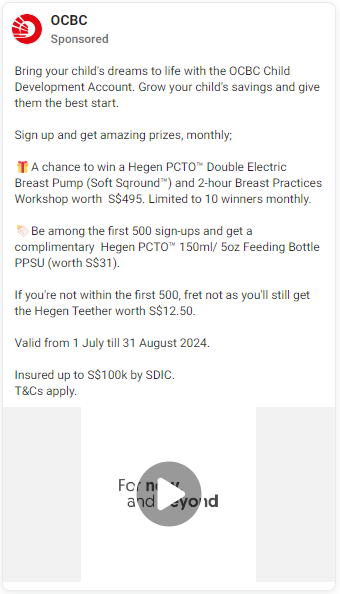 OCBC
Sponsored
Bring your child's dreams to life with the OCBC Child
Development Account. Grow your child's savings and give
them the best start.
Sign up and get amazing prizes, monthly;
🎁A chance to win a Hegen PCTO™ Double Electric
Breast Pump (Soft Sqround™) and 2-hour Breast Practices
Workshop worth S$495. Limited to 10 winners monthly.
🍼Be among the first 500 sign-ups and get a
complimentary Hegen PCTO™ 150ml/ 5oz Feeding Bottle
PPSU (worth S$31).
If you're not within the first 500, fret not as you'll still get
the Hegen Teether worth S$12.50.
Valid from 1 July till 31 August 2024.
Insured up to S$100k by SDIC.
T&Cs apply.
For now
and beyond